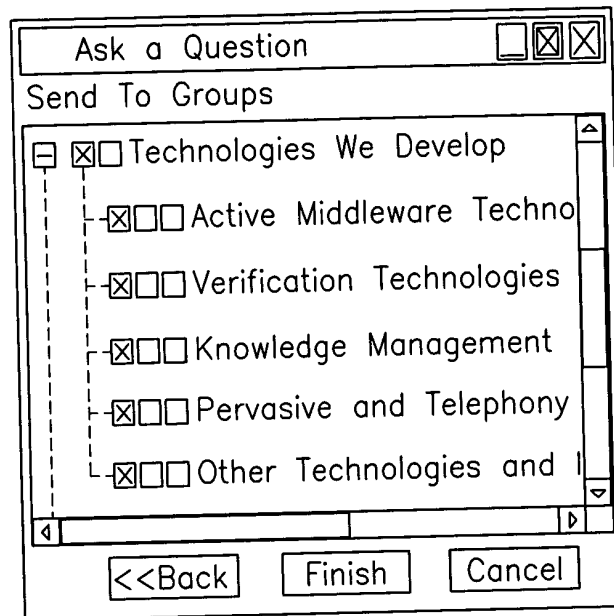 Ask a Question
Send To Groups
Technologies We Develop
Active Middleware Techno
Verification Technologies
Knowledge Management
Pervasive and Telephony
Other Technologies and
<<Back Finish Cancel